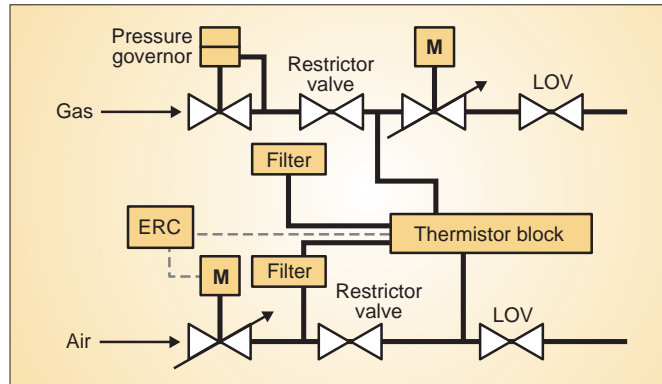 Pressure
governor
M
Restrictor
valve
LOV
Gas
Filter
ERC
Thermistor block
M
Filter
Restrictor
valve
LOV
Air